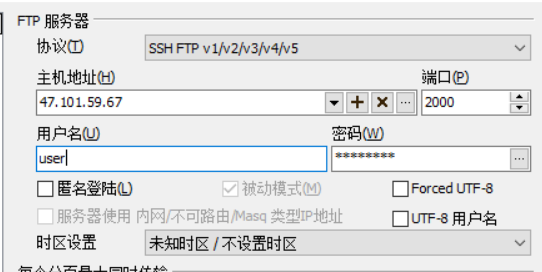 FTP 服务器
协议(T) SSH FTP v1/v2/v3/v4/v5
主机地址(H) 端口(P)
47.101.59.67 2000
用户名(U) 密码(W)
user ********
匿名登陆(L) 被动模式(M) Forced UTF-8
服务器使用 内网/不可路由/Masq 类型IP地址 UTF-8 用户名
时区设置 未知时区 / 不设置时区